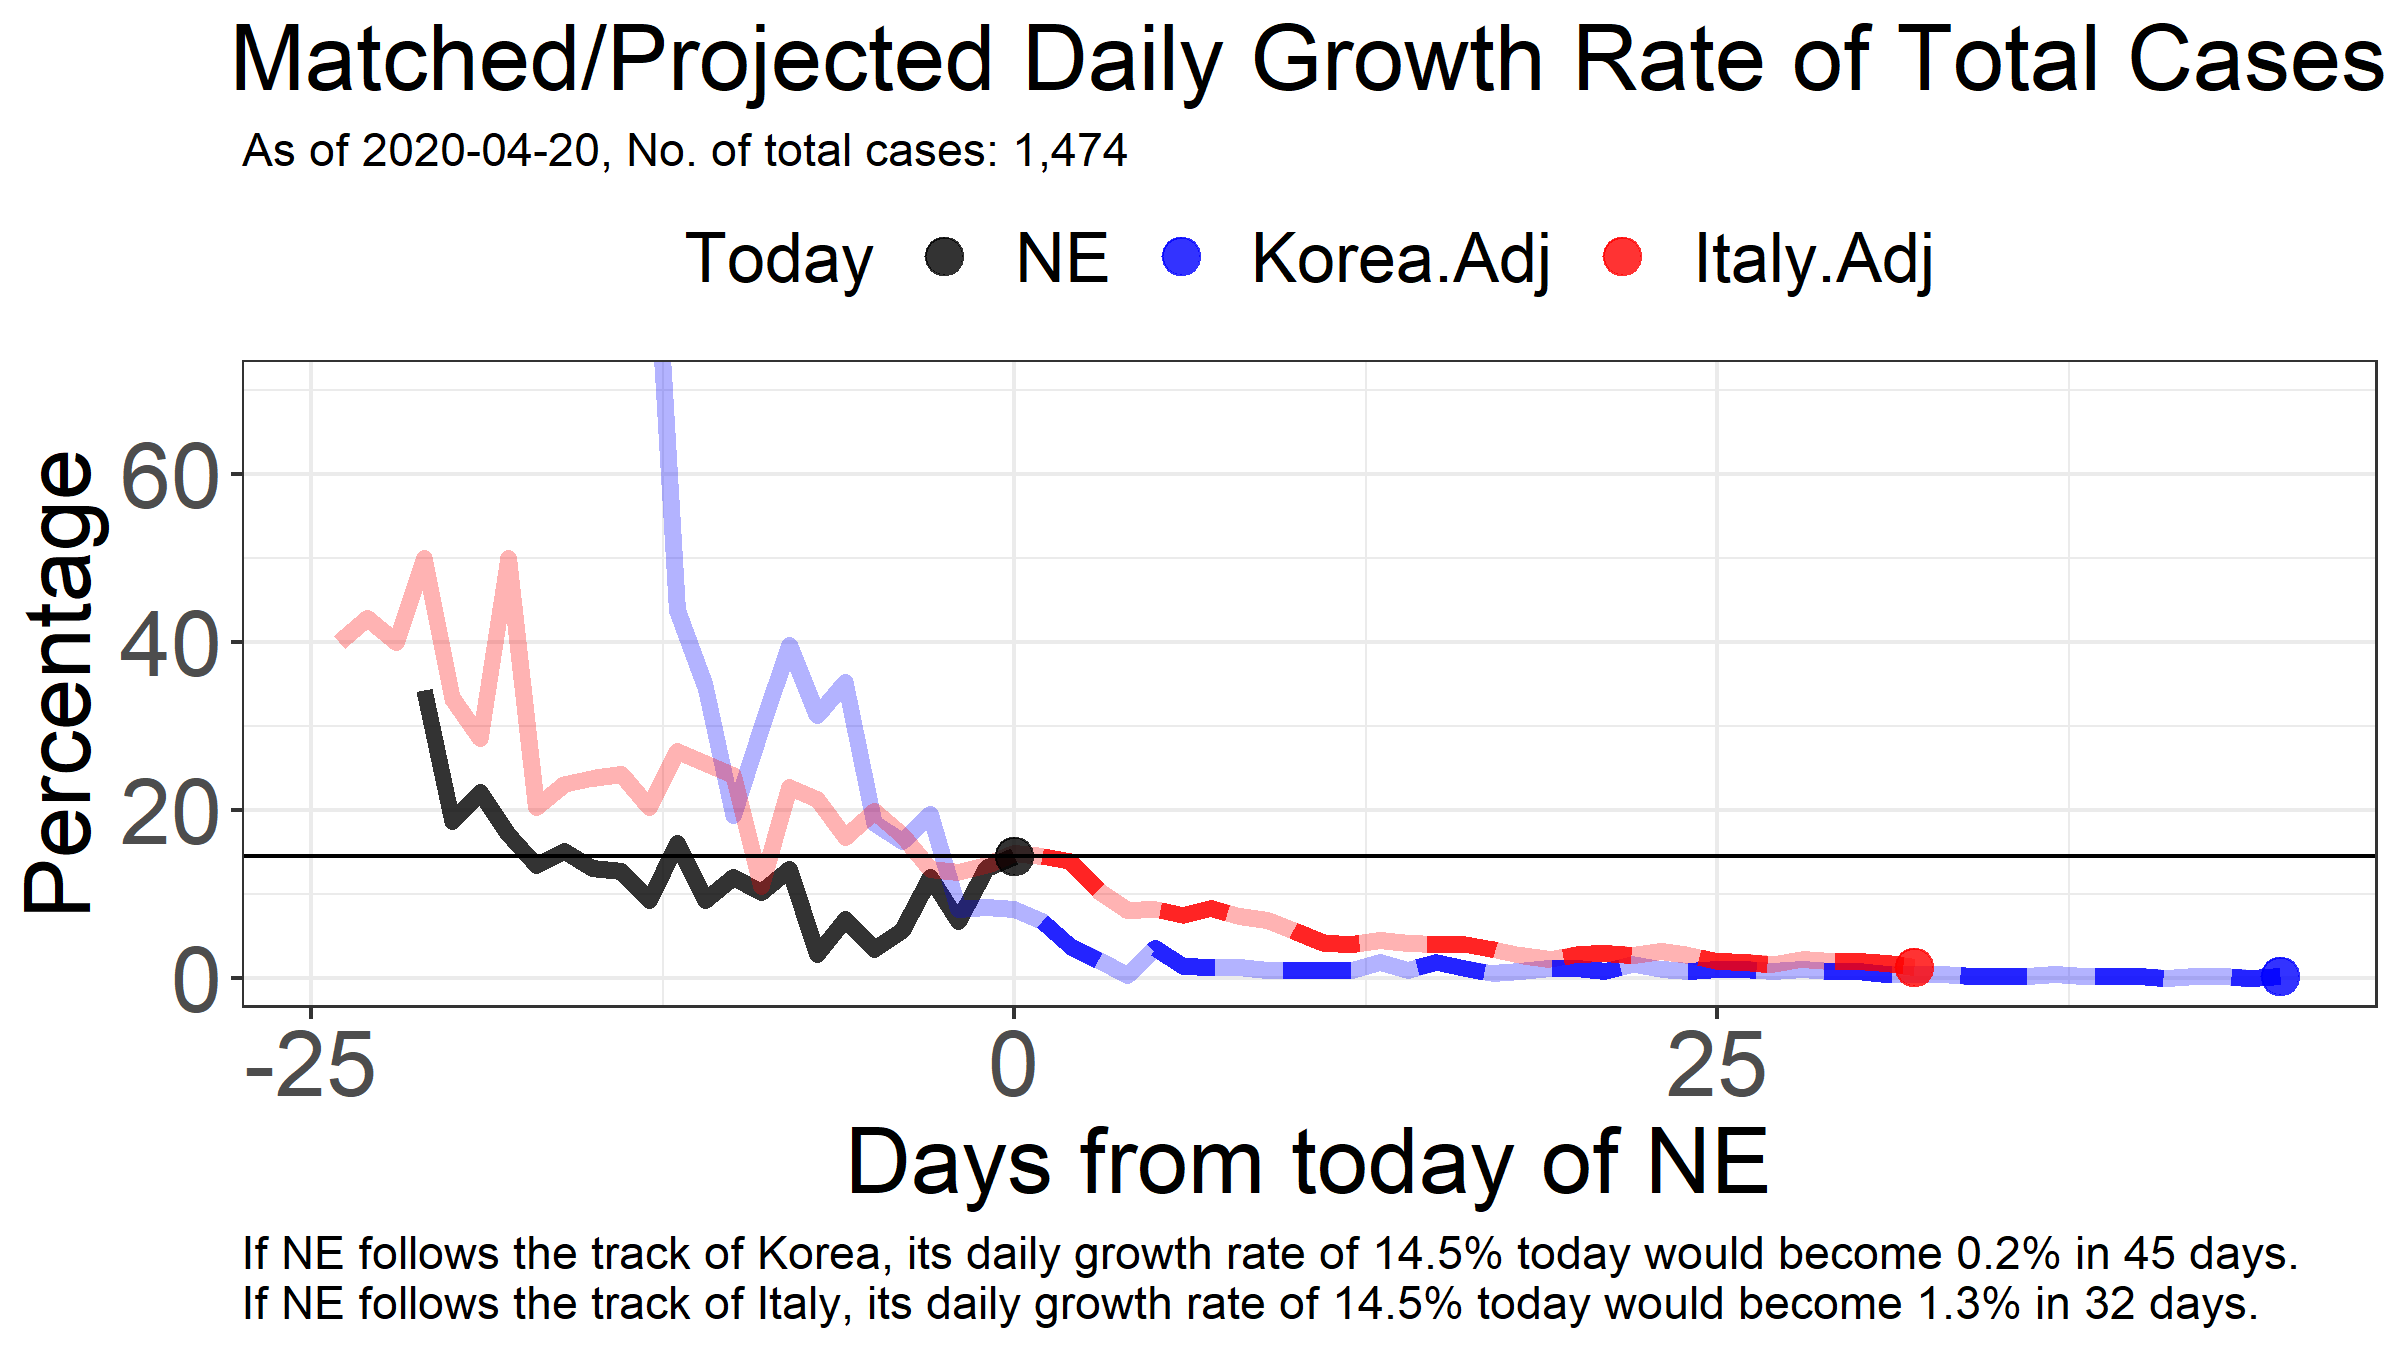 Matched/Projected Daily Growth Rate of Total Cases
As of 2020-04-20, No. of total cases: 1,474
Today NE Korea.Adj Italy.Adj
Percentage
60
40
20
0
-25 0 25
Days from today of NE
If NE follows the track of Korea, its daily growth rate of 14.5% today would become 0.2% in 45 days.
If NE follows the track of Italy, its daily growth rate of 14.5% today would become 1.3% in 32 days.